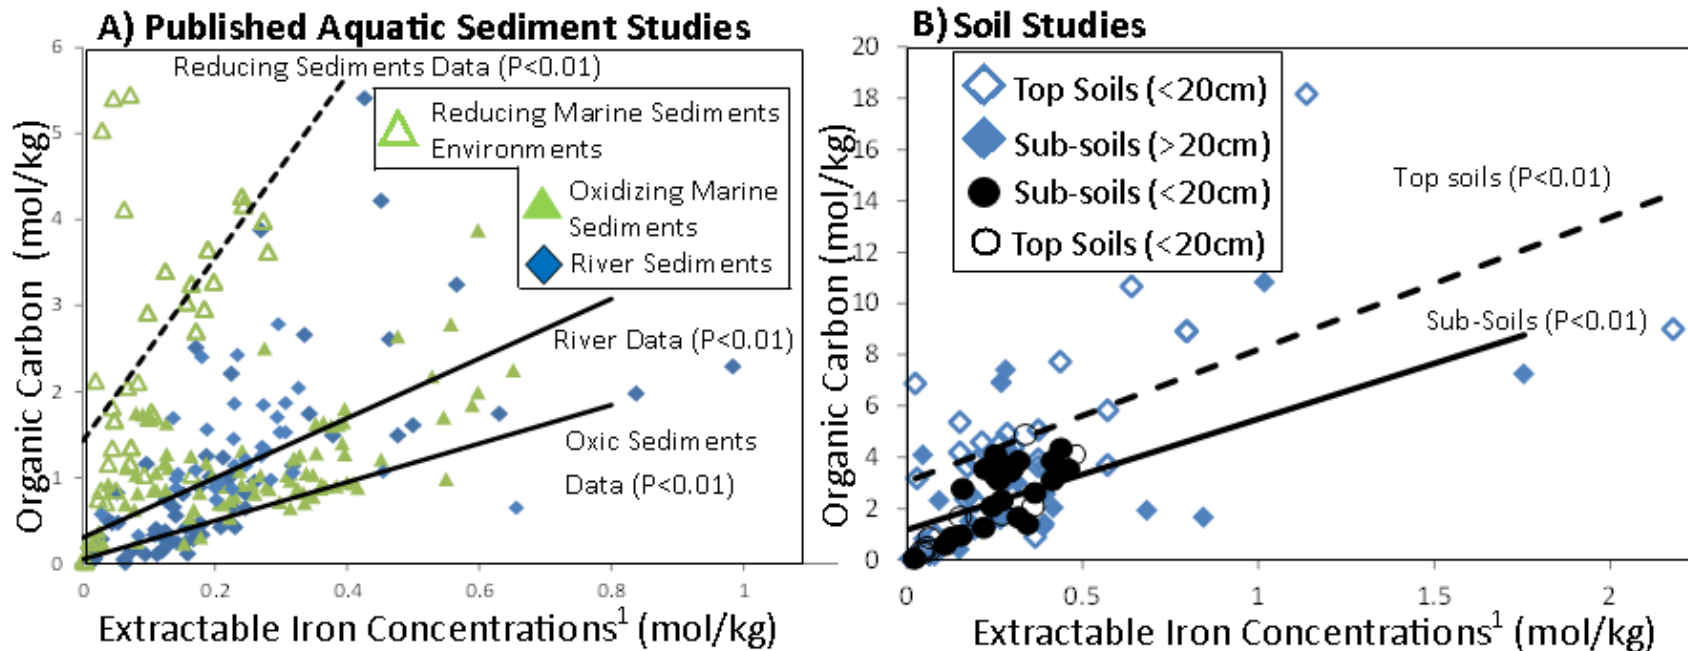 A) Published Aquatic Sediment Studies
6
5
4
3
2
1
0
Organic Carbon (mol/kg)
Reducing Sediments Data (P<0.01)
Reducing Marine Sediments
Environments
Oxidizing Marine
Sediments
River Sediments
River Data (P<0.01)
Oxic Sediments
Data (P<0.01)
0
0.2
0.4
0.6
0.8
1
Extractable Iron Concentrations¹ (mol/kg)
B) Soil Studies
20
18
16
14
12
10
8
6
4
2
0
Organic Carbon (mol/kg)
Top Soils (<20cm)
Sub-soils (>20cm)
Sub-soils (<20cm)
Top Soils (<20cm)
Top soils (P<0.01)
Sub-Soils (P<0.01)
0
0.5
1
1.5
2
Extractable Iron Concentrations¹ (mol/kg)